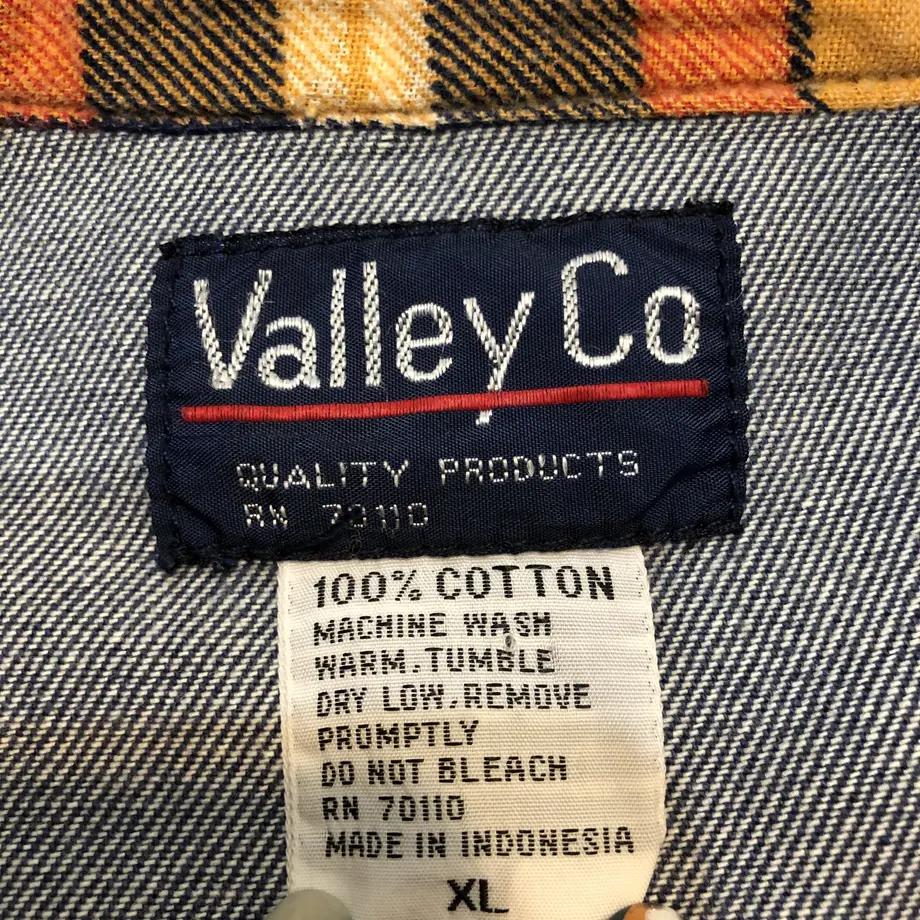 Valley Co
QUALITY PRODUCTS
RN 70110
100% COTTON
MACHINE WASH
WARM.TUMBLE
DRY LOW,REMOVE
PROMPTLY
DO NOT BLEACH
RN 70110
MADE IN INDONESIA
XL